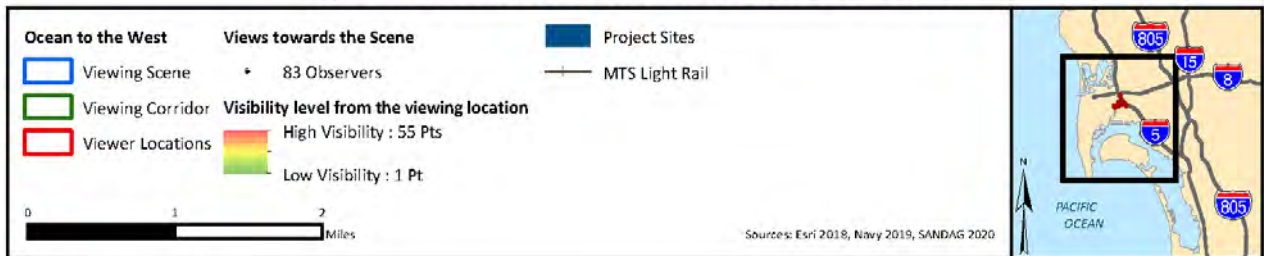 Ocean to the West
Viewing Scene
Viewing Corridor
Viewer Locations
Views towards the Scene
83 Observers
Visibility level from the viewing location
High Visibility : 55 Pts
Low Visibility : 1 Pt
Project Sites
MTS Light Rail
0 1 2
Miles
Sources: Esri 2018, Navy 2019, SANDAG 2020
805
15
8
5
N
PACIFIC
OCEAN
805